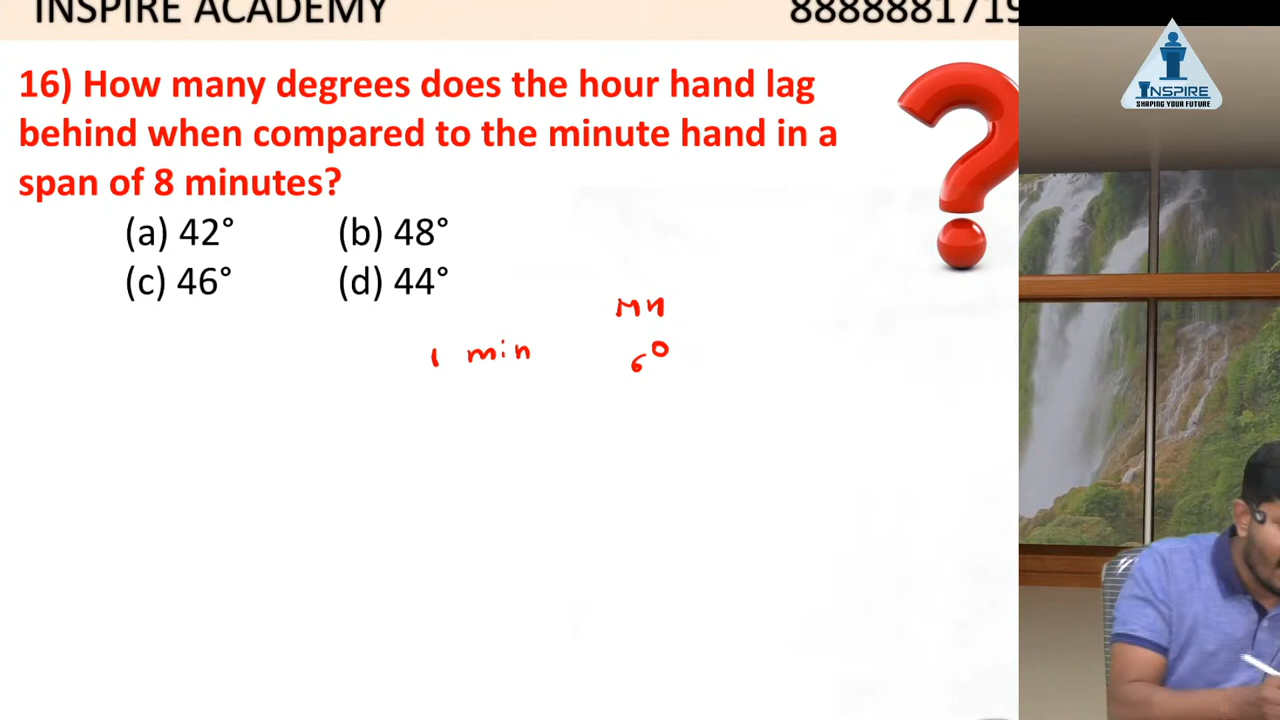 INSPIRE ACADEMY 8888881719
INSPIRE
SHAPING YOUR FUTURE
16) How many degrees does the hour hand lag
behind when compared to the minute hand in a
span of 8 minutes?
(a) 42° (b) 48°
(c) 46° (d) 44°
MH
1 min 6°